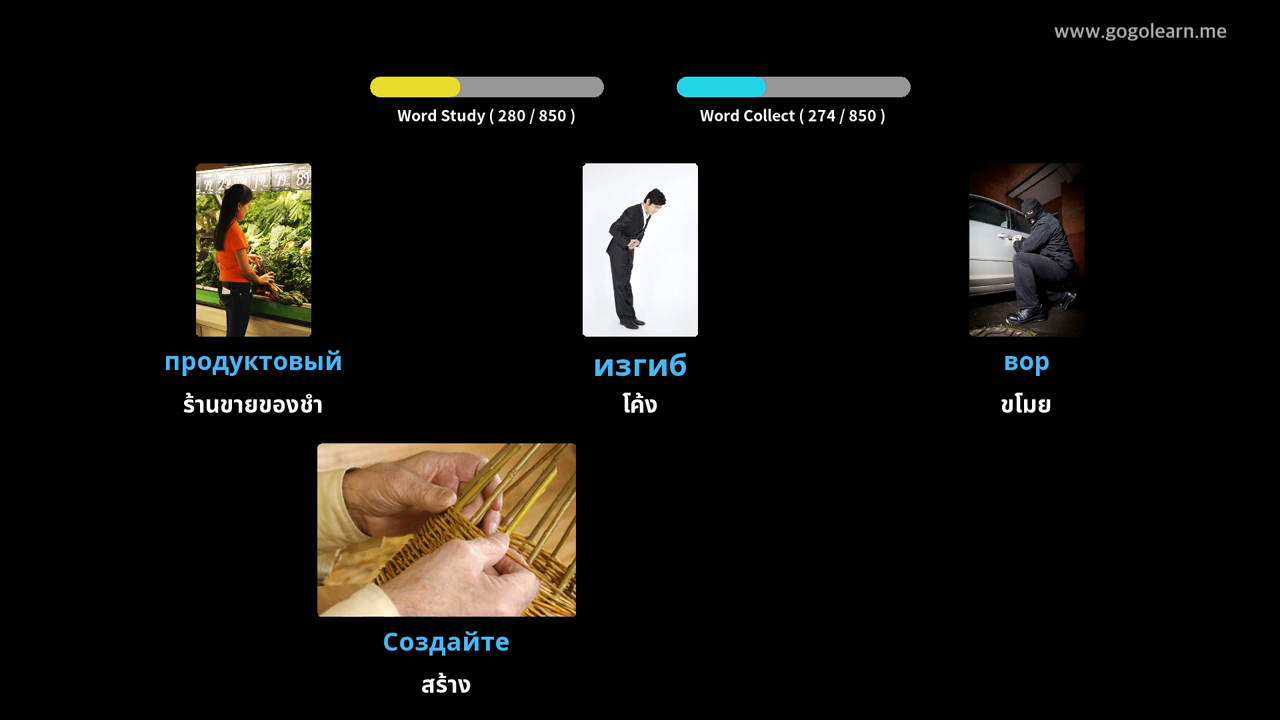 www.gogolearn.me
Word Study ( 280 / 850 )
Word Collect ( 274 / 850 )
продуктовый
ร้านขายของชำ
изгиб
โค้ง
вор
ขโมย
Создайте
สร้าง